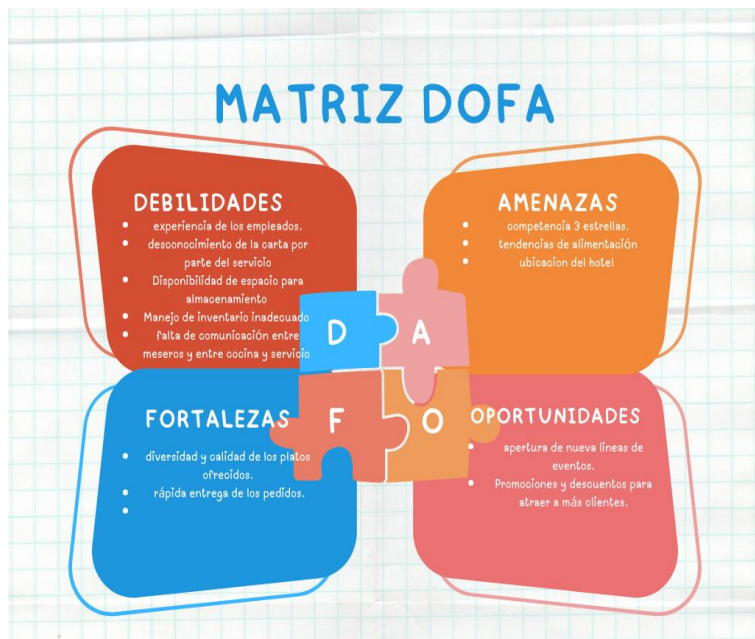 MATRIZ DOFA
DEBILIDADES
experiencia de los empleados.
desconocimiento de la carta por
parte del servicio
Disponibilidad de espacio para
almacenamiento
Manejo de inventario inadecuado
falta de comunicación entre
meseros y entre cocina y servicio
AMENAZAS
competencia 3 estrellas.
tendencias de alimentación
ubicacion del hotel
D
A
F
O
FORTALEZAS
diversidad y calidad de los platos
ofrecidos.
rápida entrega de los pedidos.
OPORTUNIDADES
apertura de nueva lineas de
eventos.
Promociones y descuentos para
atraer a más clientes.